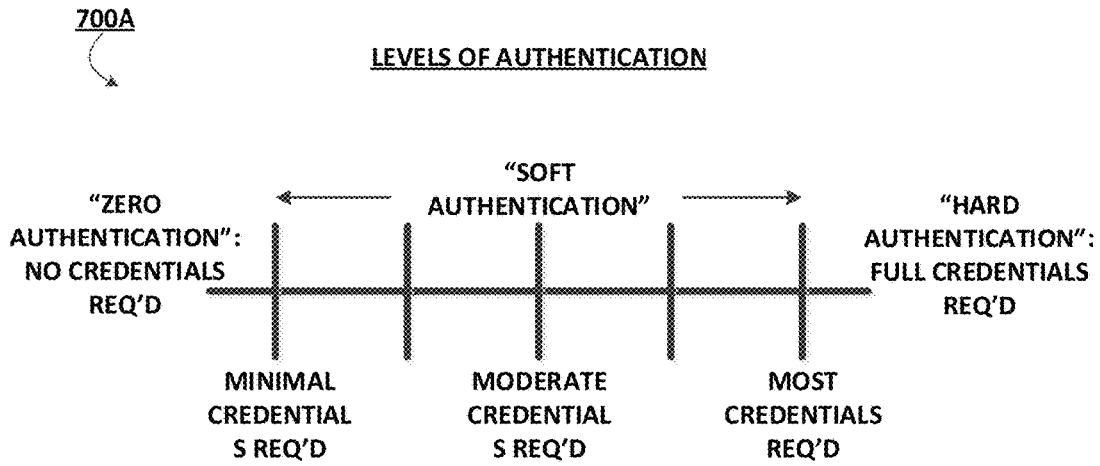 700A
LEVELS OF AUTHENTICATION
“SOFT
AUTHENTICATION”
“ZERO
AUTHENTICATION”:
NO CREDENTIALS
REQ’D
“HARD
AUTHENTICATION”:
FULL CREDENTIALS
REQ’D
MINIMAL
CREDENTIAL
S REQ’D
MODERATE
CREDENTIAL
S REQ’D
MOST
CREDENTIALS
REQ’D